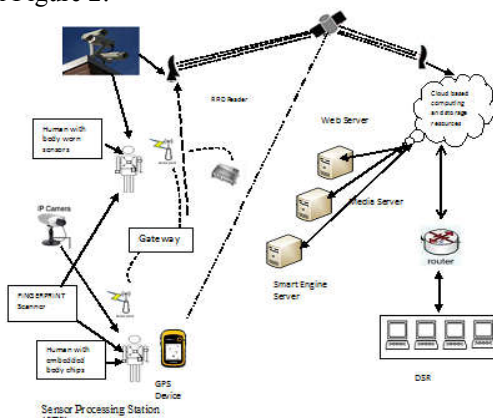 Figure 2.
RFID Reader
Cloud based
computing
and storage
resources
Human with
body worn
sensors
Web Server
IP Camera
Media Server
Gateway
router
FINGERPRINT
Scanner
Smart Engine
Server
Human with
embedded
body chips
GPS
Device
DSR
Sensor Processing Station